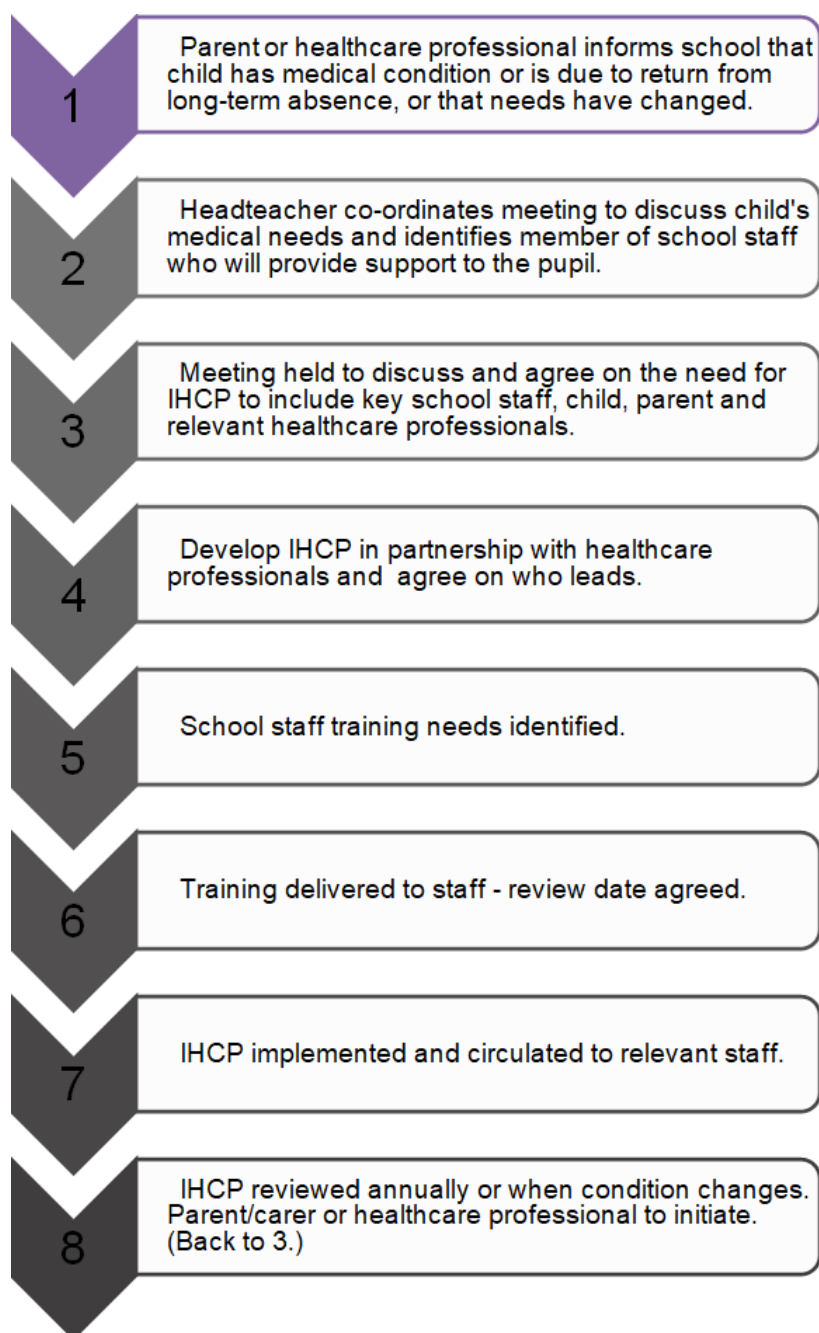 1
Parent or healthcare professional informs school that
child has medical condition or is due to return from
long-term absence, or that needs have changed.
2
Headteacher co-ordinates meeting to discuss child's
medical needs and identifies member of school staff
who will provide support to the pupil.
3
Meeting held to discuss and agree on the need for
IHCP to include key school staff, child, parent and
relevant healthcare professionals.
4
Develop IHCP in partnership with healthcare
professionals and  agree on who leads.
5
School staff training needs identified.
6
Training delivered to staff - review date agreed.
7
IHCP implemented and circulated to relevant staff.
8
IHCP reviewed annually or when condition changes.
Parent/carer or healthcare professional to initiate.
(Back to 3.)